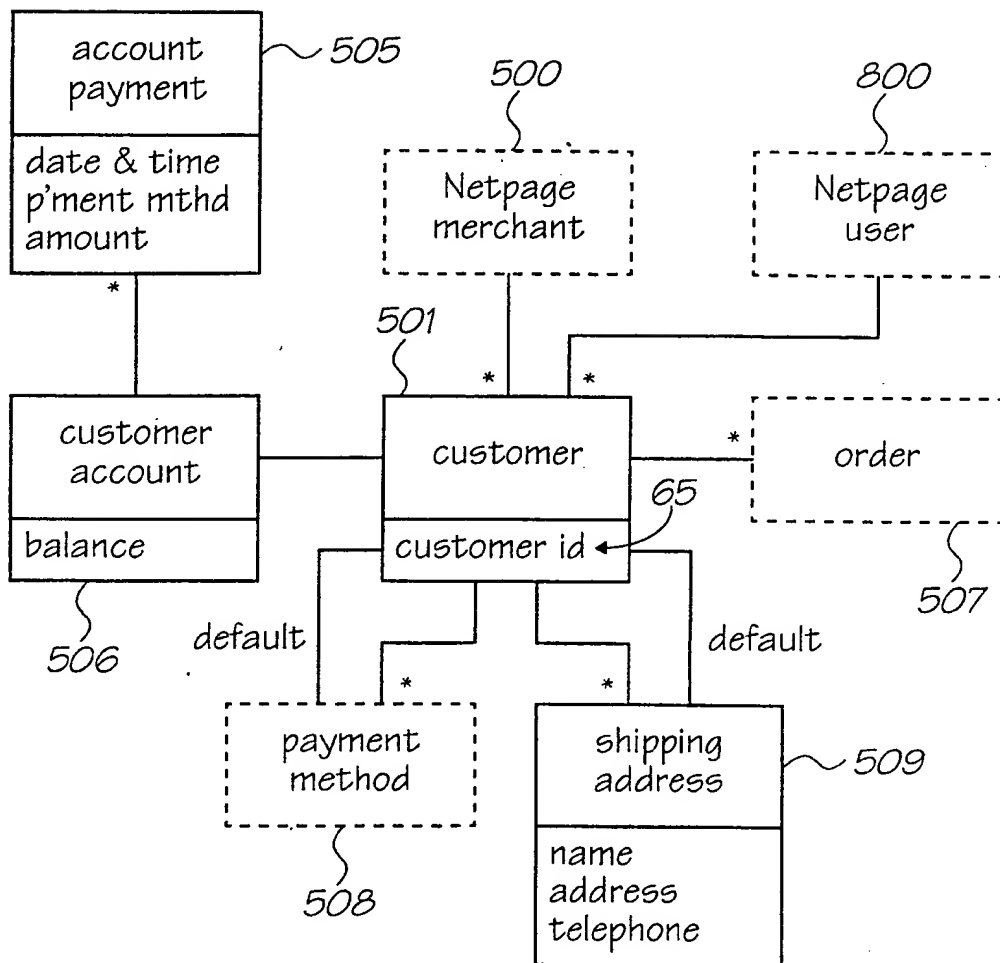 account
payment
505
date & time
p'ment mthd
amount
*
500
Netpage
merchant
800
Netpage
user
501
*
*
customer
account
balance
506
customer
customer id
65
*
order
507
default
*
payment
method
508
*
default
shipping
address
509
name
address
telephone